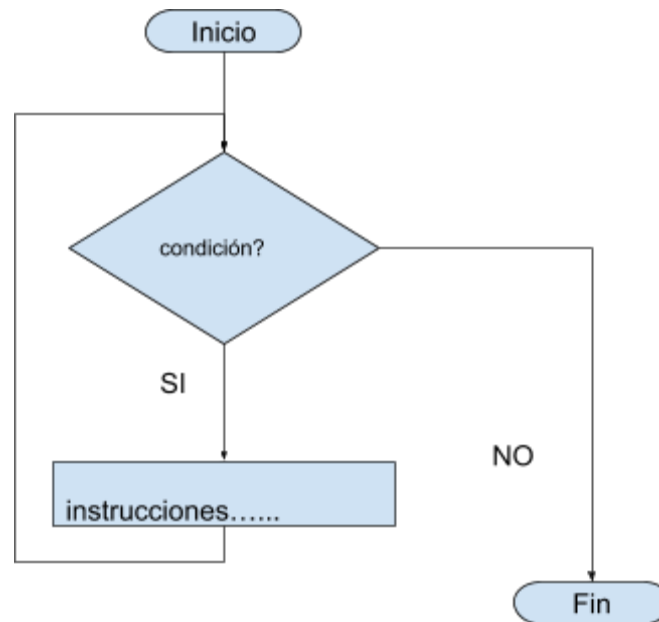 Inicio
condición?
SI
NO
instrucciones…...
Fin